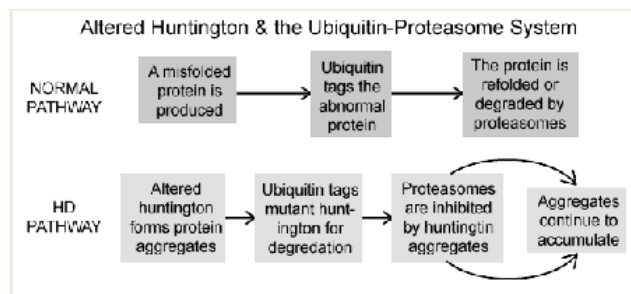 Altered Huntington & the Ubiquitin-Proteasome System
NORMAL
PATHWAY
A misfolded
protein is
produced
Ubiquitin
tags the
abnormal
protein
The protein is
refolded or
degraded by
proteasomes
HD
PATHWAY
Altered
huntington
forms protein
aggregates
Ubiquitin tags
mutant hunt-
ington for
degredation
Proteasomes
are inhibited
by huntingtin
aggregates
Aggregates
continue to
accumulate